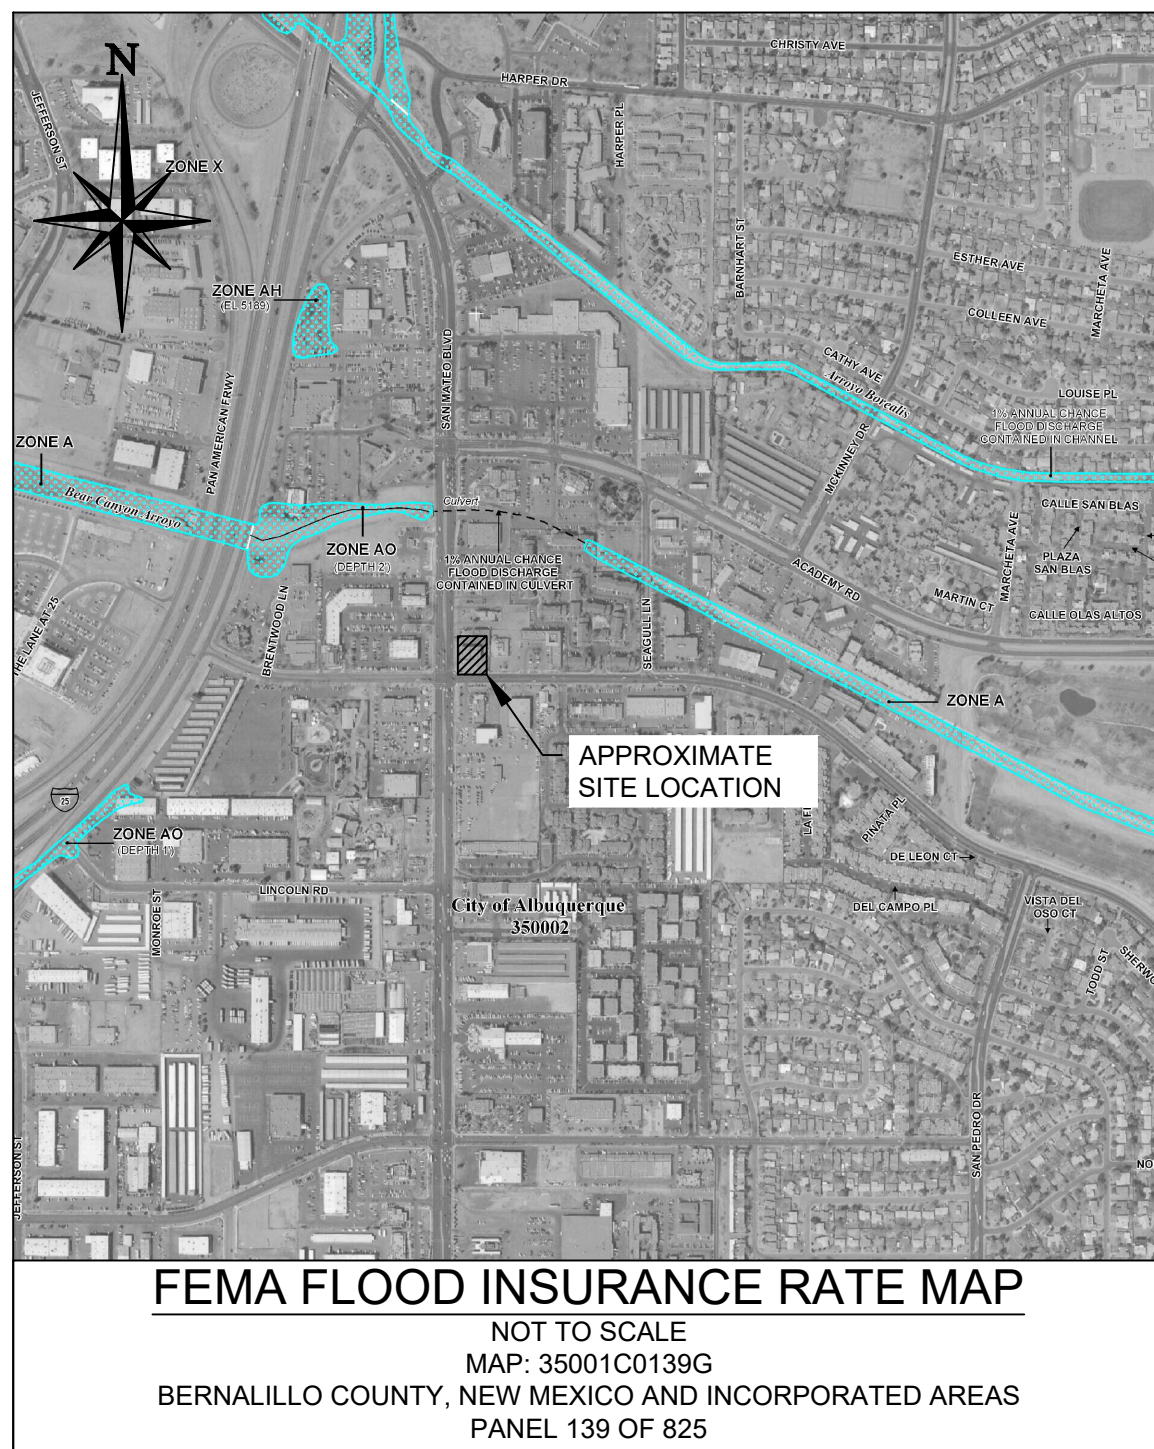 N
CHRISTY AVE
HARPER DR
JEFFERSON ST
HARPER PL
ZONE X
BARNHART ST
ESTHER AVE
MARCHETA AVE
ZONE AH
(EL 5189)
COLLEEN AVE
SAN MATEO BLVD
CATHY AVE
Arroyo Borealis
LOUISE PL
PAN AMERICAN FRWY
1% ANNUAL CHANCE
FLOOD DISCHARGE
CONTAINED IN CHANNEL
MCKINNEY DR
ZONE A
Bear Canyon Arroyo
Culvert
CALLE SAN BLAS
ZONE AO
(DEPTH 2')
1% ANNUAL CHANCE
FLOOD DISCHARGE
CONTAINED IN CULVERT
MARCHETA AVE
PLAZA
SAN BLAS
ACADEMY RD
MARTIN CT
CALLE OLAS ALTOS
THE LANE AT 25
BRENTWOOD LN
SEAGULL LN
ZONE A
APPROXIMATE
SITE LOCATION
25
ZONE AO
(DEPTH 1')
PINATA PL
DE LEON CT
LINCOLN RD
MONROE ST
City of Albuquerque
350002
DEL CAMPO PL
VISTA DEL
OSO CT
TODD ST
SAN PEDRO DR
JEFFERSON ST
NO
FEMA FLOOD INSURANCE RATE MAP
NOT TO SCALE
MAP: 35001C0139G
BERNALILLO COUNTY, NEW MEXICO AND INCORPORATED AREAS
PANEL 139 OF 825